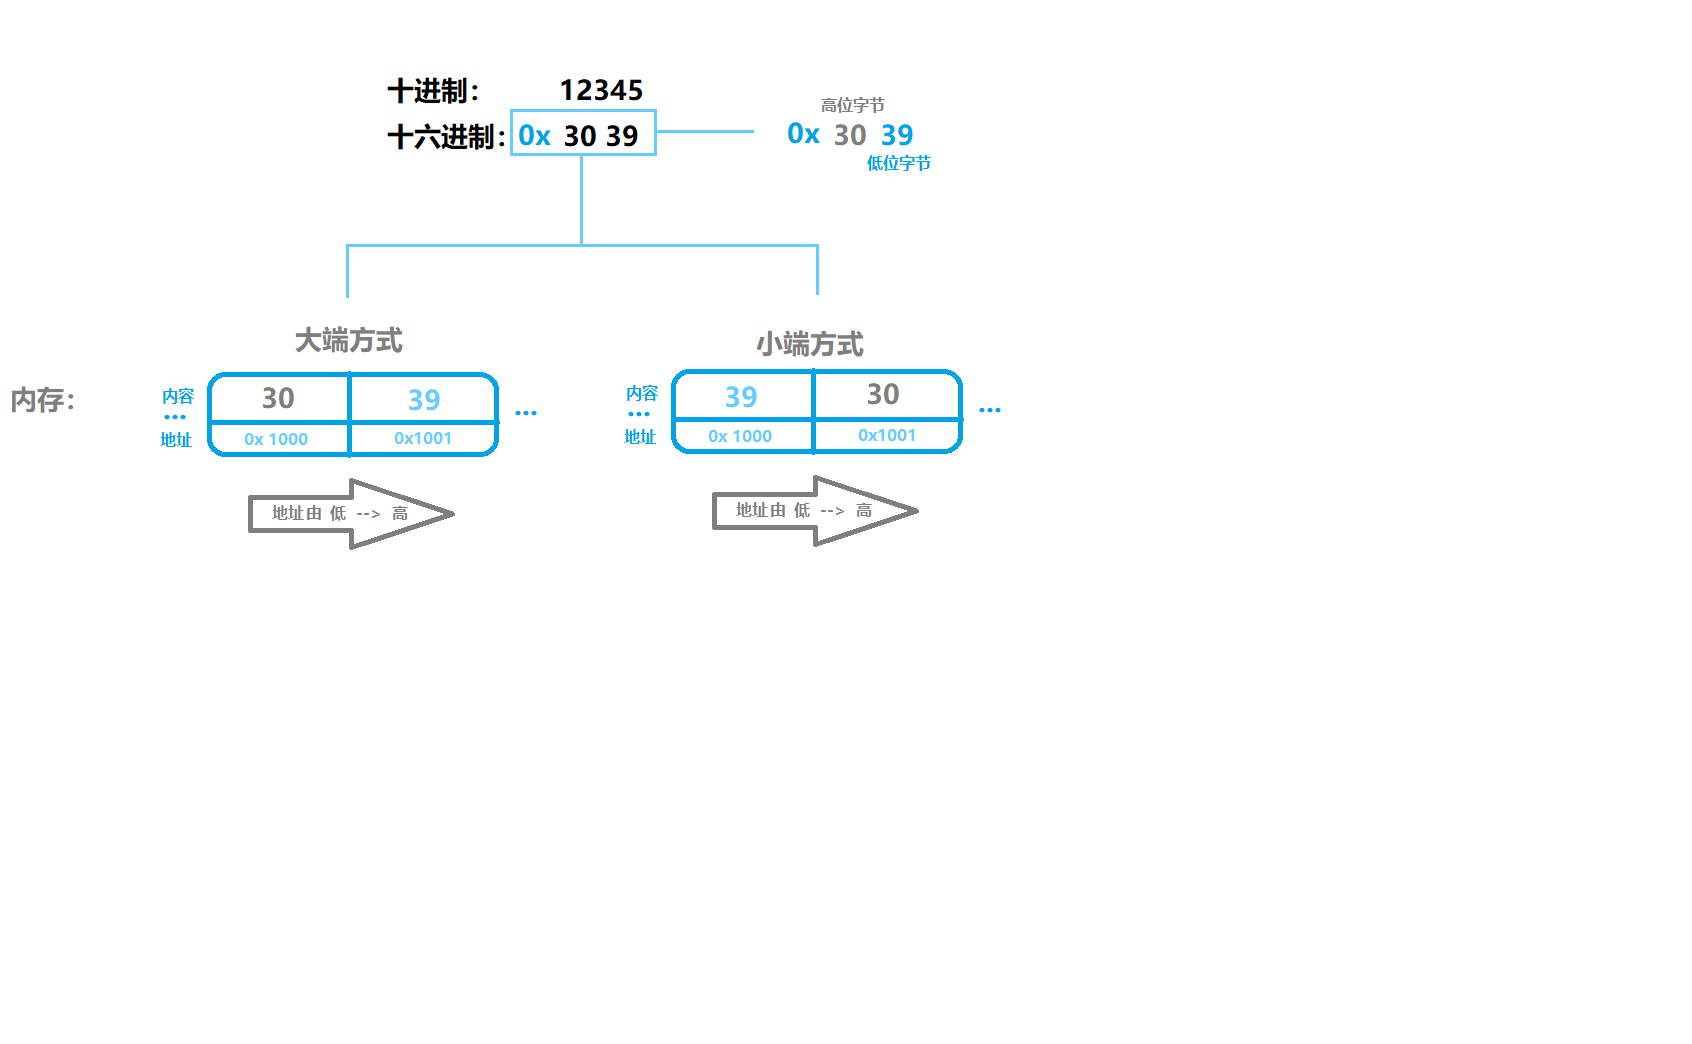 十进制： 12345
高位字节
十六进制： 0x 30 39
0x 30 39
低位字节
大端方式
小端方式
内存：
内容 30 39
...
...
地址 0x 1000 0x1001
内容 39 30
...
...
地址 0x 1000 0x1001
地址由 低 --> 高
地址由 低 --> 高